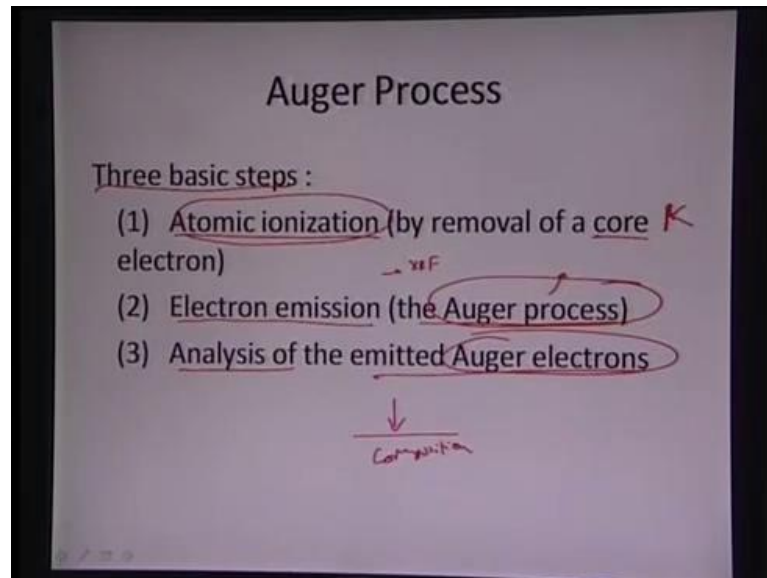 Auger Process
Three basic steps :
(1) Atomic ionization (by removal of a core K
electron)
→ XRF
(2) Electron emission (the Auger process)
(3) Analysis of the emitted Auger electrons
Composition